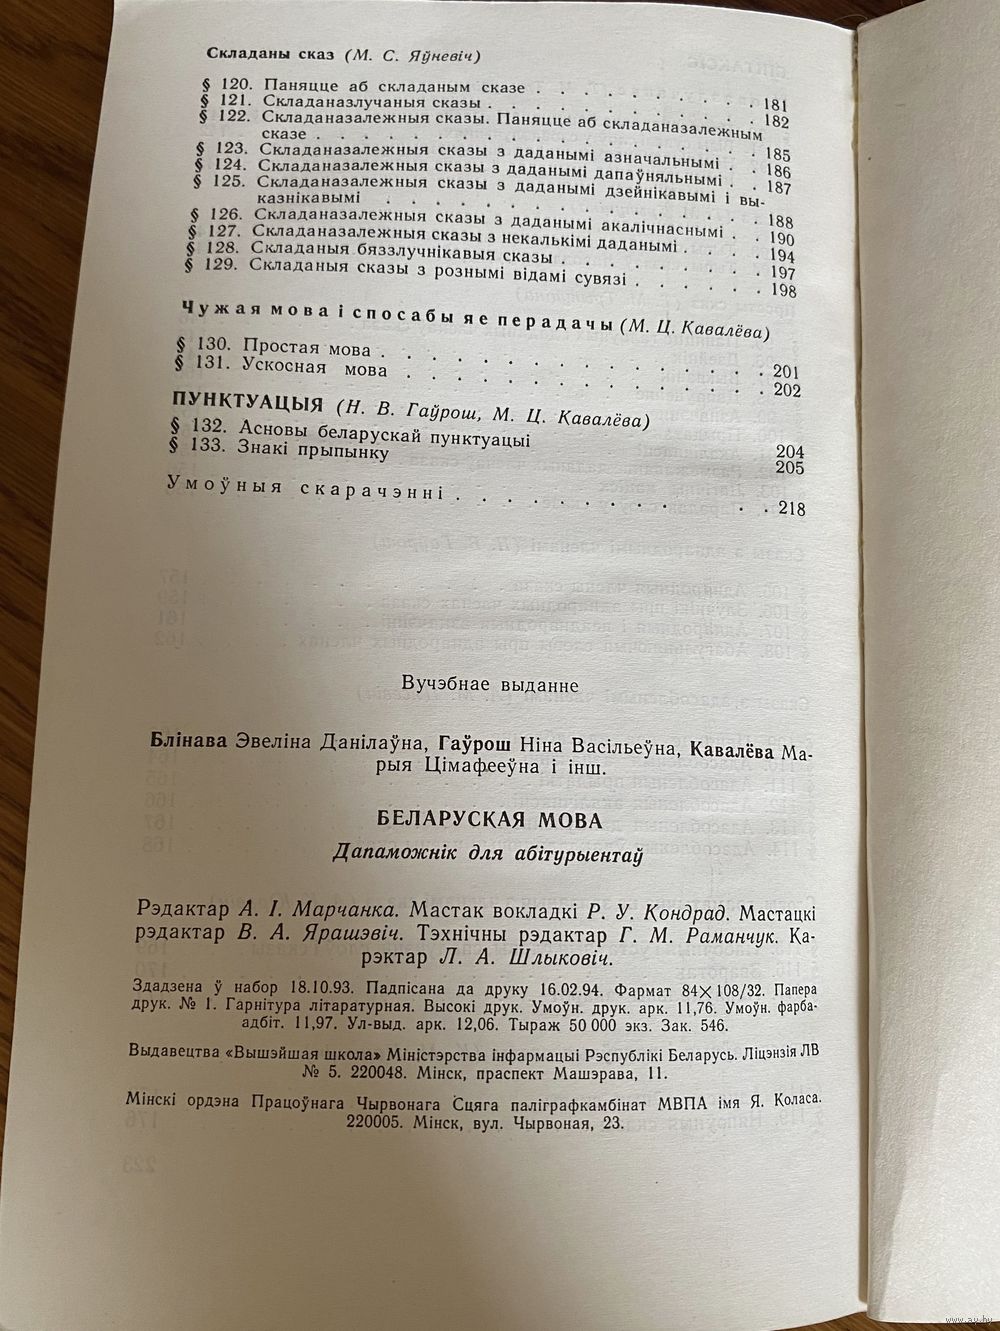 Складаны сказ (М. С. Яўневіч)
§ 120. Паняцце аб складаным сказе . . . . . . . . 181
§ 121. Складаназлучаныя сказы . . . . . . . . . 182
§ 122. Складаназалежныя сказы. Паняцце аб складаназалежным
сказе . . . . . . . . . . . . . . . 185
§ 123. Складаназалежныя сказы з даданымі азначальнымі . . 186
§ 124. Складаназалежныя сказы з даданымі дапаўняльнымі . . 187
§ 125. Складаназалежныя сказы з даданымі дзейнікавымі і вы-
казнікавымі . . . . . . . . . . . . . 188
§ 126. Складаназалежныя сказы з даданымі акалічнаснымі . . 190
§ 127. Складаназалежныя сказы з некалькімі даданымі . . . . 194
§ 128. Складаныя бяззлучнікавыя сказы . . . . . . . 197
§ 129. Складаныя сказы з рознымі відамі сувязі . . . . . . 198
Чужая мова і спосабы яе перадачы (М. Ц. Кавалёва)
§ 130. Простая мова . . . . . . . . . . . . 201
§ 131. Ускосная мова . . . . . . . . . . . . 202
ПУНКТУАЦЫЯ (Н. В. Гаўрош, М. Ц. Кавалёва)
§ 132. Асновы беларускай пунктуацыі 204
§ 133. Знакі прыпынку 205
Умоўныя скарачэнні . . . . . . . . . . . 218
Вучэбнае выданне
Блінава Эвеліна Данілаўна, Гаўрош Ніна Васільеўна, Кавалёва Ма-
рыя Цімафееўна і інш.
БЕЛАРУСКАЯ МОВА
Дапаможнік для абітурыентаў
Рэдактар А. І. Марчанка. Мастак вокладкі Р. У. Кондрад. Мастацкі
рэдактар В. А. Ярашэвіч. Тэхнічны рэдактар Г. М. Раманчук. Ка-
рэктар Л. А. Шлыковіч.
Здадзена ў набор 18.10.93. Падпісана да друку 16.02.94. Фармат 84×108/32. Папера
друк. № 1. Гарнітура літаратурная. Высокі друк. Умоўн. друк. арк. 11,76. Умоўн. фарба-
адбіт. 11,97. Ул-выд. арк. 12,06. Тыраж 50 000 экз. Зак. 546.
Выдавецтва «Вышэйшая школа» Міністэрства інфармацыі Рэспублікі Беларусь. Ліцэнзія ЛВ
№ 5. 220048. Мінск, праспект Машэрава, 11.
Мінскі ордэна Працоўнага Чырвонага Сцяга паліграфкамбінат МВПА імя Я. Коласа.
220005. Мінск, вул. Чырвоная, 23.
www.ay.by